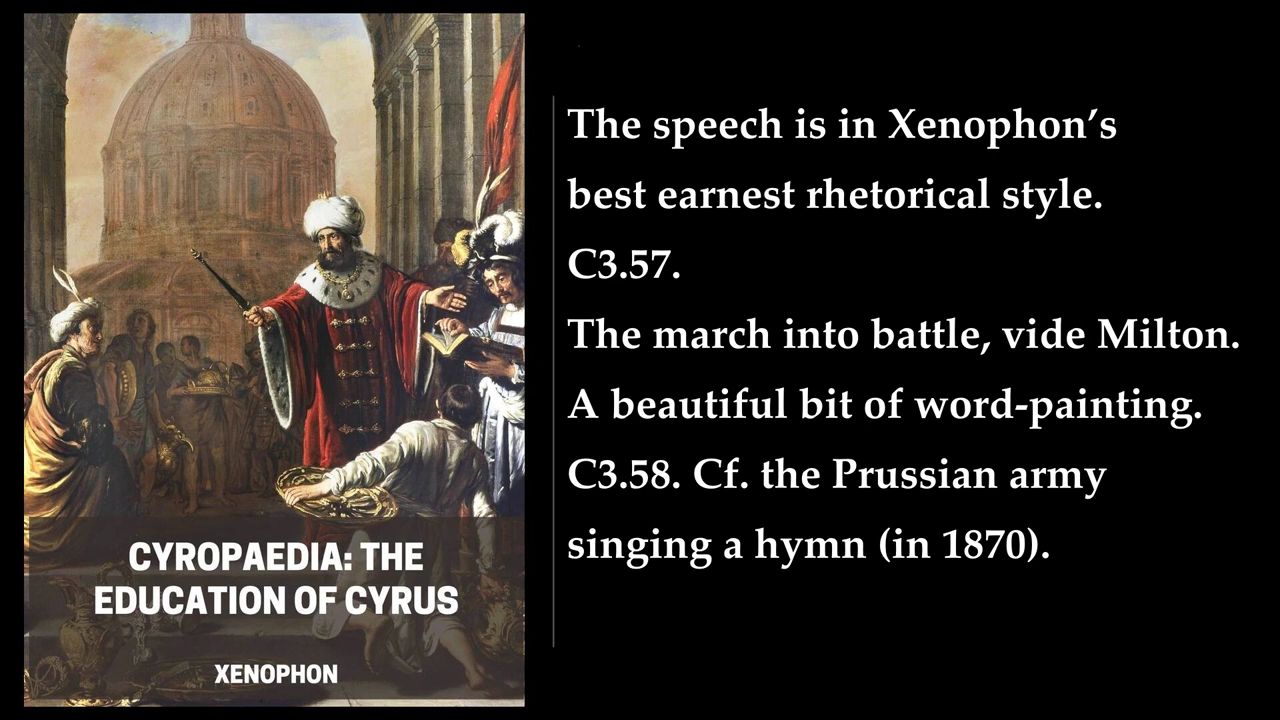 CYROPAEDIA: THE
EDUCATION OF CYRUS
XENOPHON
The speech is in Xenophon’s
best earnest rhetorical style.
C3.57.
The march into battle, vide Milton.
A beautiful bit of word-painting.
C3.58. Cf. the Prussian army
singing a hymn (in 1870).